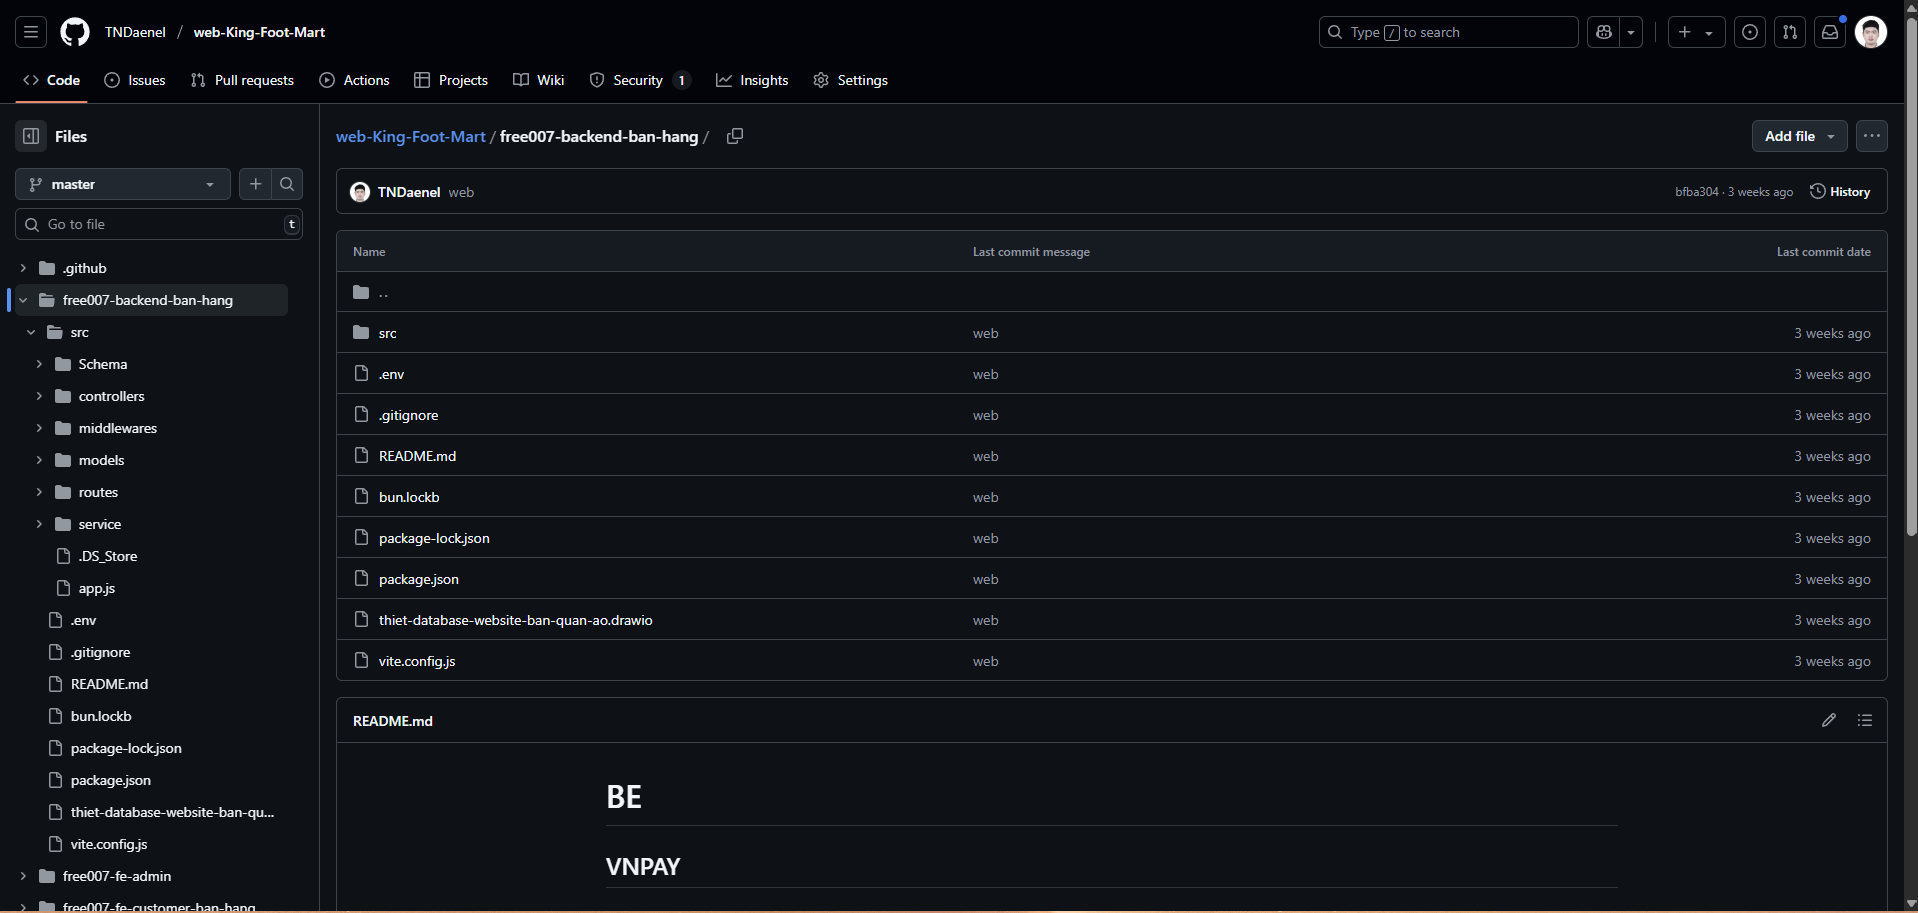 TNDaenel / web-King-Foot-Mart
Type / to search
Code
Issues
Pull requests
Actions
Projects
Wiki
Security 1
Insights
Settings
Files
master
Go to file
t
.github
free007-backend-ban-hang
src
Schema
controllers
middlewares
models
routes
service
.DS_Store
app.js
.env
.gitignore
README.md
bun.lockb
package-lock.json
package.json
thiet-database-website-ban-qu...
vite.config.js
free007-fe-admin
free007-fe-customer-ban-hang
web-King-Foot-Mart / free007-backend-ban-hang /
Add file
TNDaenel web
bfba304 · 3 weeks ago
History
Name Last commit message Last commit date
..
src web 3 weeks ago
.env web 3 weeks ago
.gitignore web 3 weeks ago
README.md web 3 weeks ago
bun.lockb web 3 weeks ago
package-lock.json web 3 weeks ago
package.json web 3 weeks ago
thiet-database-website-ban-quan-ao.drawio web 3 weeks ago
vite.config.js web 3 weeks ago
README.md
BE
VNPAY